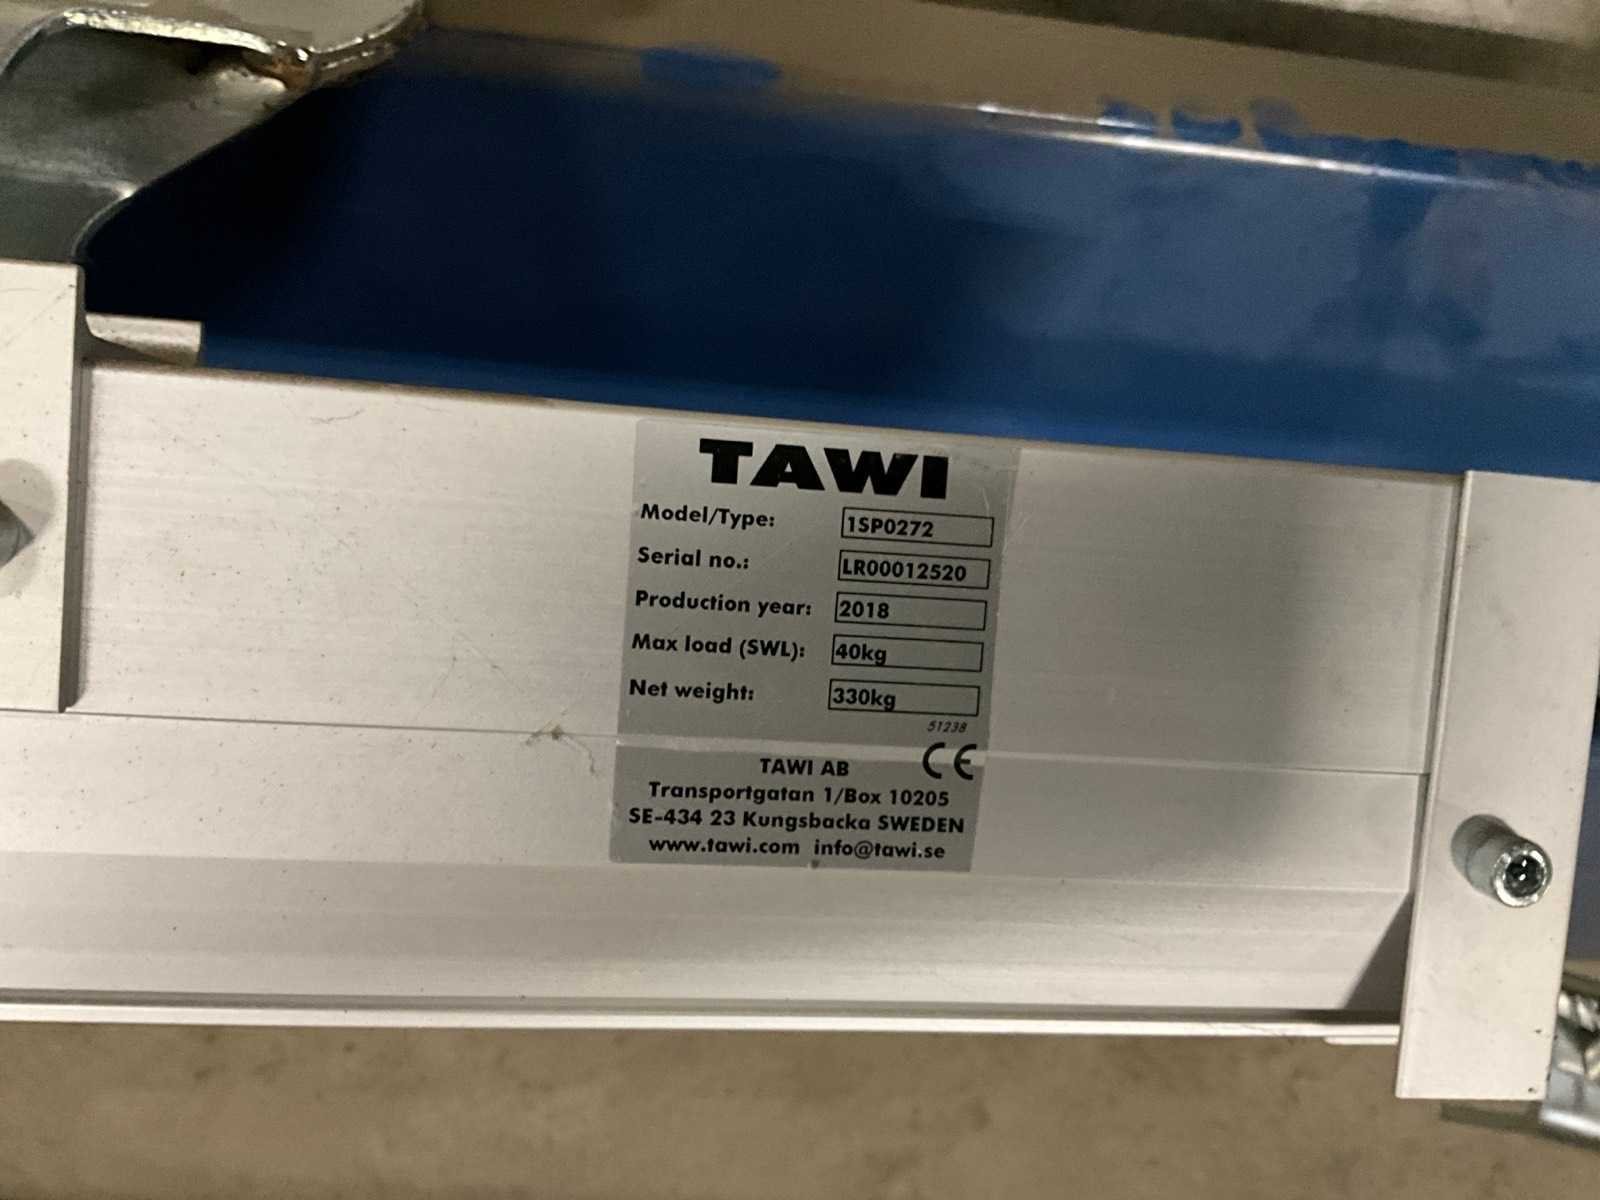 TAWI
Model/Type: 1SP0272
Serial no.: LR00012520
Production year: 2018
Max load (SWL): 40kg
Net weight: 330kg
51238
TAWI AB CE
Transportgatan 1/Box 10205
SE-434 23 Kungsbacka SWEDEN
www.tawi.com info@tawi.se